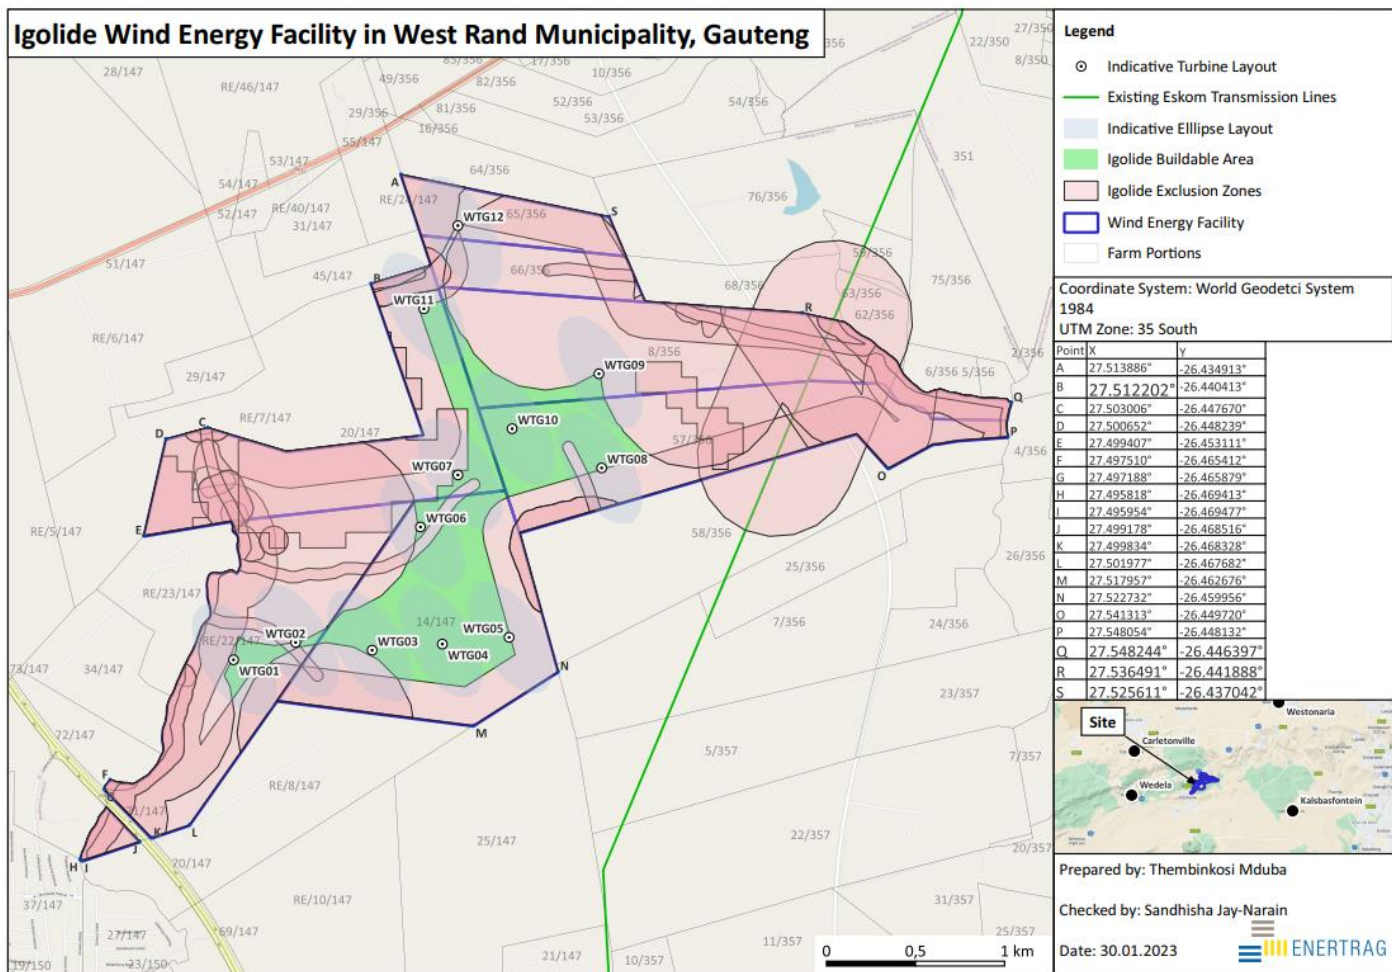 Igolide Wind Energy Facility in West Rand Municipality, Gauteng
28/147
RE/46/147
49/356
85/356
17/356
10/356
82/356
81/356
16/356
52/356
53/356
54/356
356
22/350
27/350
8/350
29/356
55/147
53/147
54/147
52/147
RE/40/147
31/147
51/147
45/147
64/356
A
RE/24/147
WTG12
65/356
S
76/356
351
66/356
68/356
59/356
63/356
62/356
75/356
B
WTG11
R
RE/6/147
29/147
8/356
WTG09
6/356
5/356
2/356
Q
P
4/356
C
D
RE/7/147
20/147
WTG10
57/356
WTG07
WTG08
O
E
RE/5/147
WTG06
58/356
25/356
26/356
RE/23/147
7/356
24/356
RE/22/147
WTG02
WTG01
14/147
WTG03
WTG04
WTG05
N
73/147
34/147
23/357
72/147
M
5/357
7/357
F
G
31/147
RE/8/147
K
L
J
H
I
70/147
25/147
22/357
20/357
37/147
RE/10/147
31/357
27/147
69/147
19/150
23/150
21/147
10/357
11/357
25/357
0
0,5
1 km
Legend
Indicative Turbine Layout
Existing Eskom Transmission Lines
Indicative Elllipse Layout
Igolide Buildable Area
Igolide Exclusion Zones
Wind Energy Facility
Farm Portions
Coordinate System: World Geodetci System
1984
UTM Zone: 35 South
Point X y
A 27.513886° -26.434913°
B 27.512202° -26.440413°
C 27.503006° -26.447670°
D 27.500652° -26.448239°
E 27.499407° -26.453111°
F 27.497510° -26.465412°
G 27.497188° -26.465879°
H 27.495818° -26.469413°
I 27.495954° -26.469477°
J 27.499178° -26.468516°
K 27.499834° -26.468328°
L 27.501977° -26.467682°
M 27.517957° -26.462676°
N 27.522732° -26.459956°
O 27.541313° -26.449720°
P 27.548054° -26.448132°
Q 27.548244° -26.446397°
R 27.536491° -26.441888°
S 27.525611° -26.437042°
Site
Westonaria
Carletonville
Wedela
Kalsbasfontein
Prepared by: Thembinkosi Mduba
Checked by: Sandhisha Jay-Narain
Date: 30.01.2023
ENERTRAG